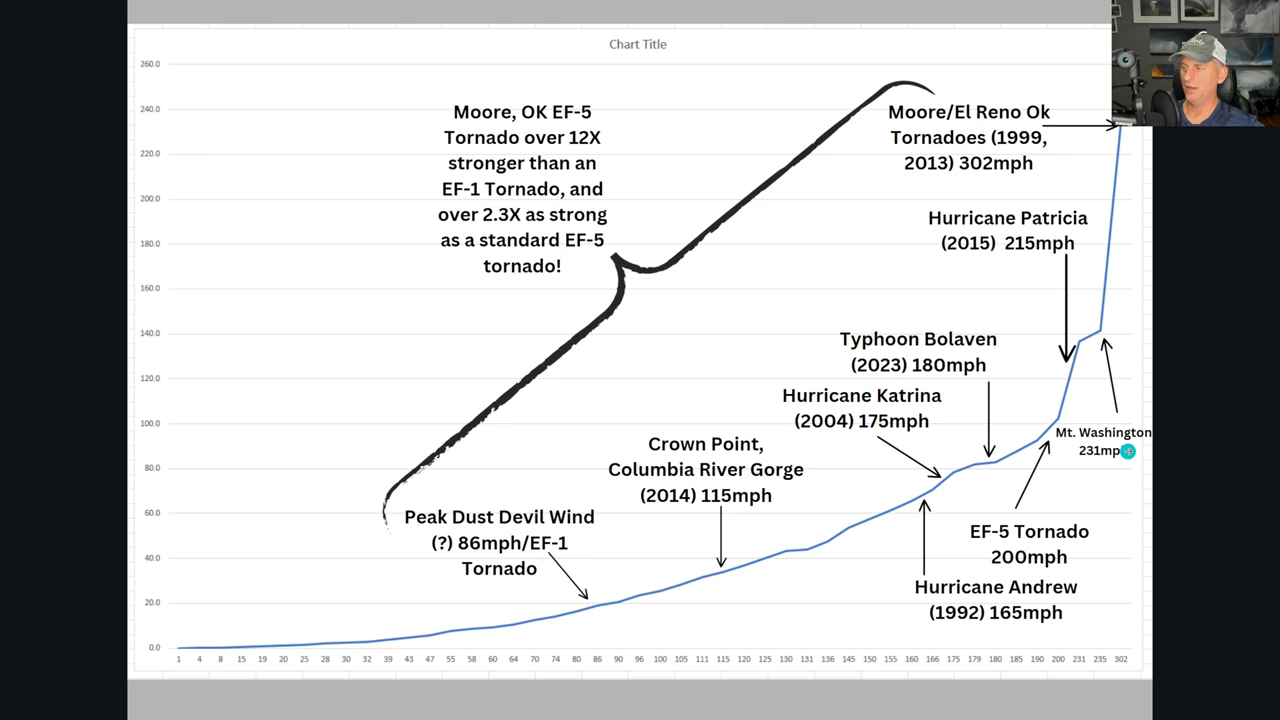 Chart Title
260.0
240.0
220.0
200.0
180.0
160.0
140.0
120.0
100.0
80.0
60.0
40.0
20.0
0.0
Moore, OK EF-5
Tornado over 12X
stronger than an
EF-1 Tornado, and
over 2.3X as strong
as a standard EF-5
tornado!
Moore/El Reno Ok
Tornadoes (1999,
2013) 302mph
Hurricane Patricia
(2015) 215mph
Typhoon Bolaven
(2023) 180mph
Hurricane Katrina
(2004) 175mph
Mt. Washington
231mp
Crown Point,
Columbia River Gorge
(2014) 115mph
Peak Dust Devil Wind
(?) 86mph/EF-1
Tornado
EF-5 Tornado
200mph
Hurricane Andrew
(1992) 165mph
1 4 8 15 19 20 24 28 30 32 39 43 47 55 58 60 64 70 74 80 86 90 96 100 105 111 115 120 125 130 131 136 145 150 155 160 166 175 179 180 185 190 200 231 235 302